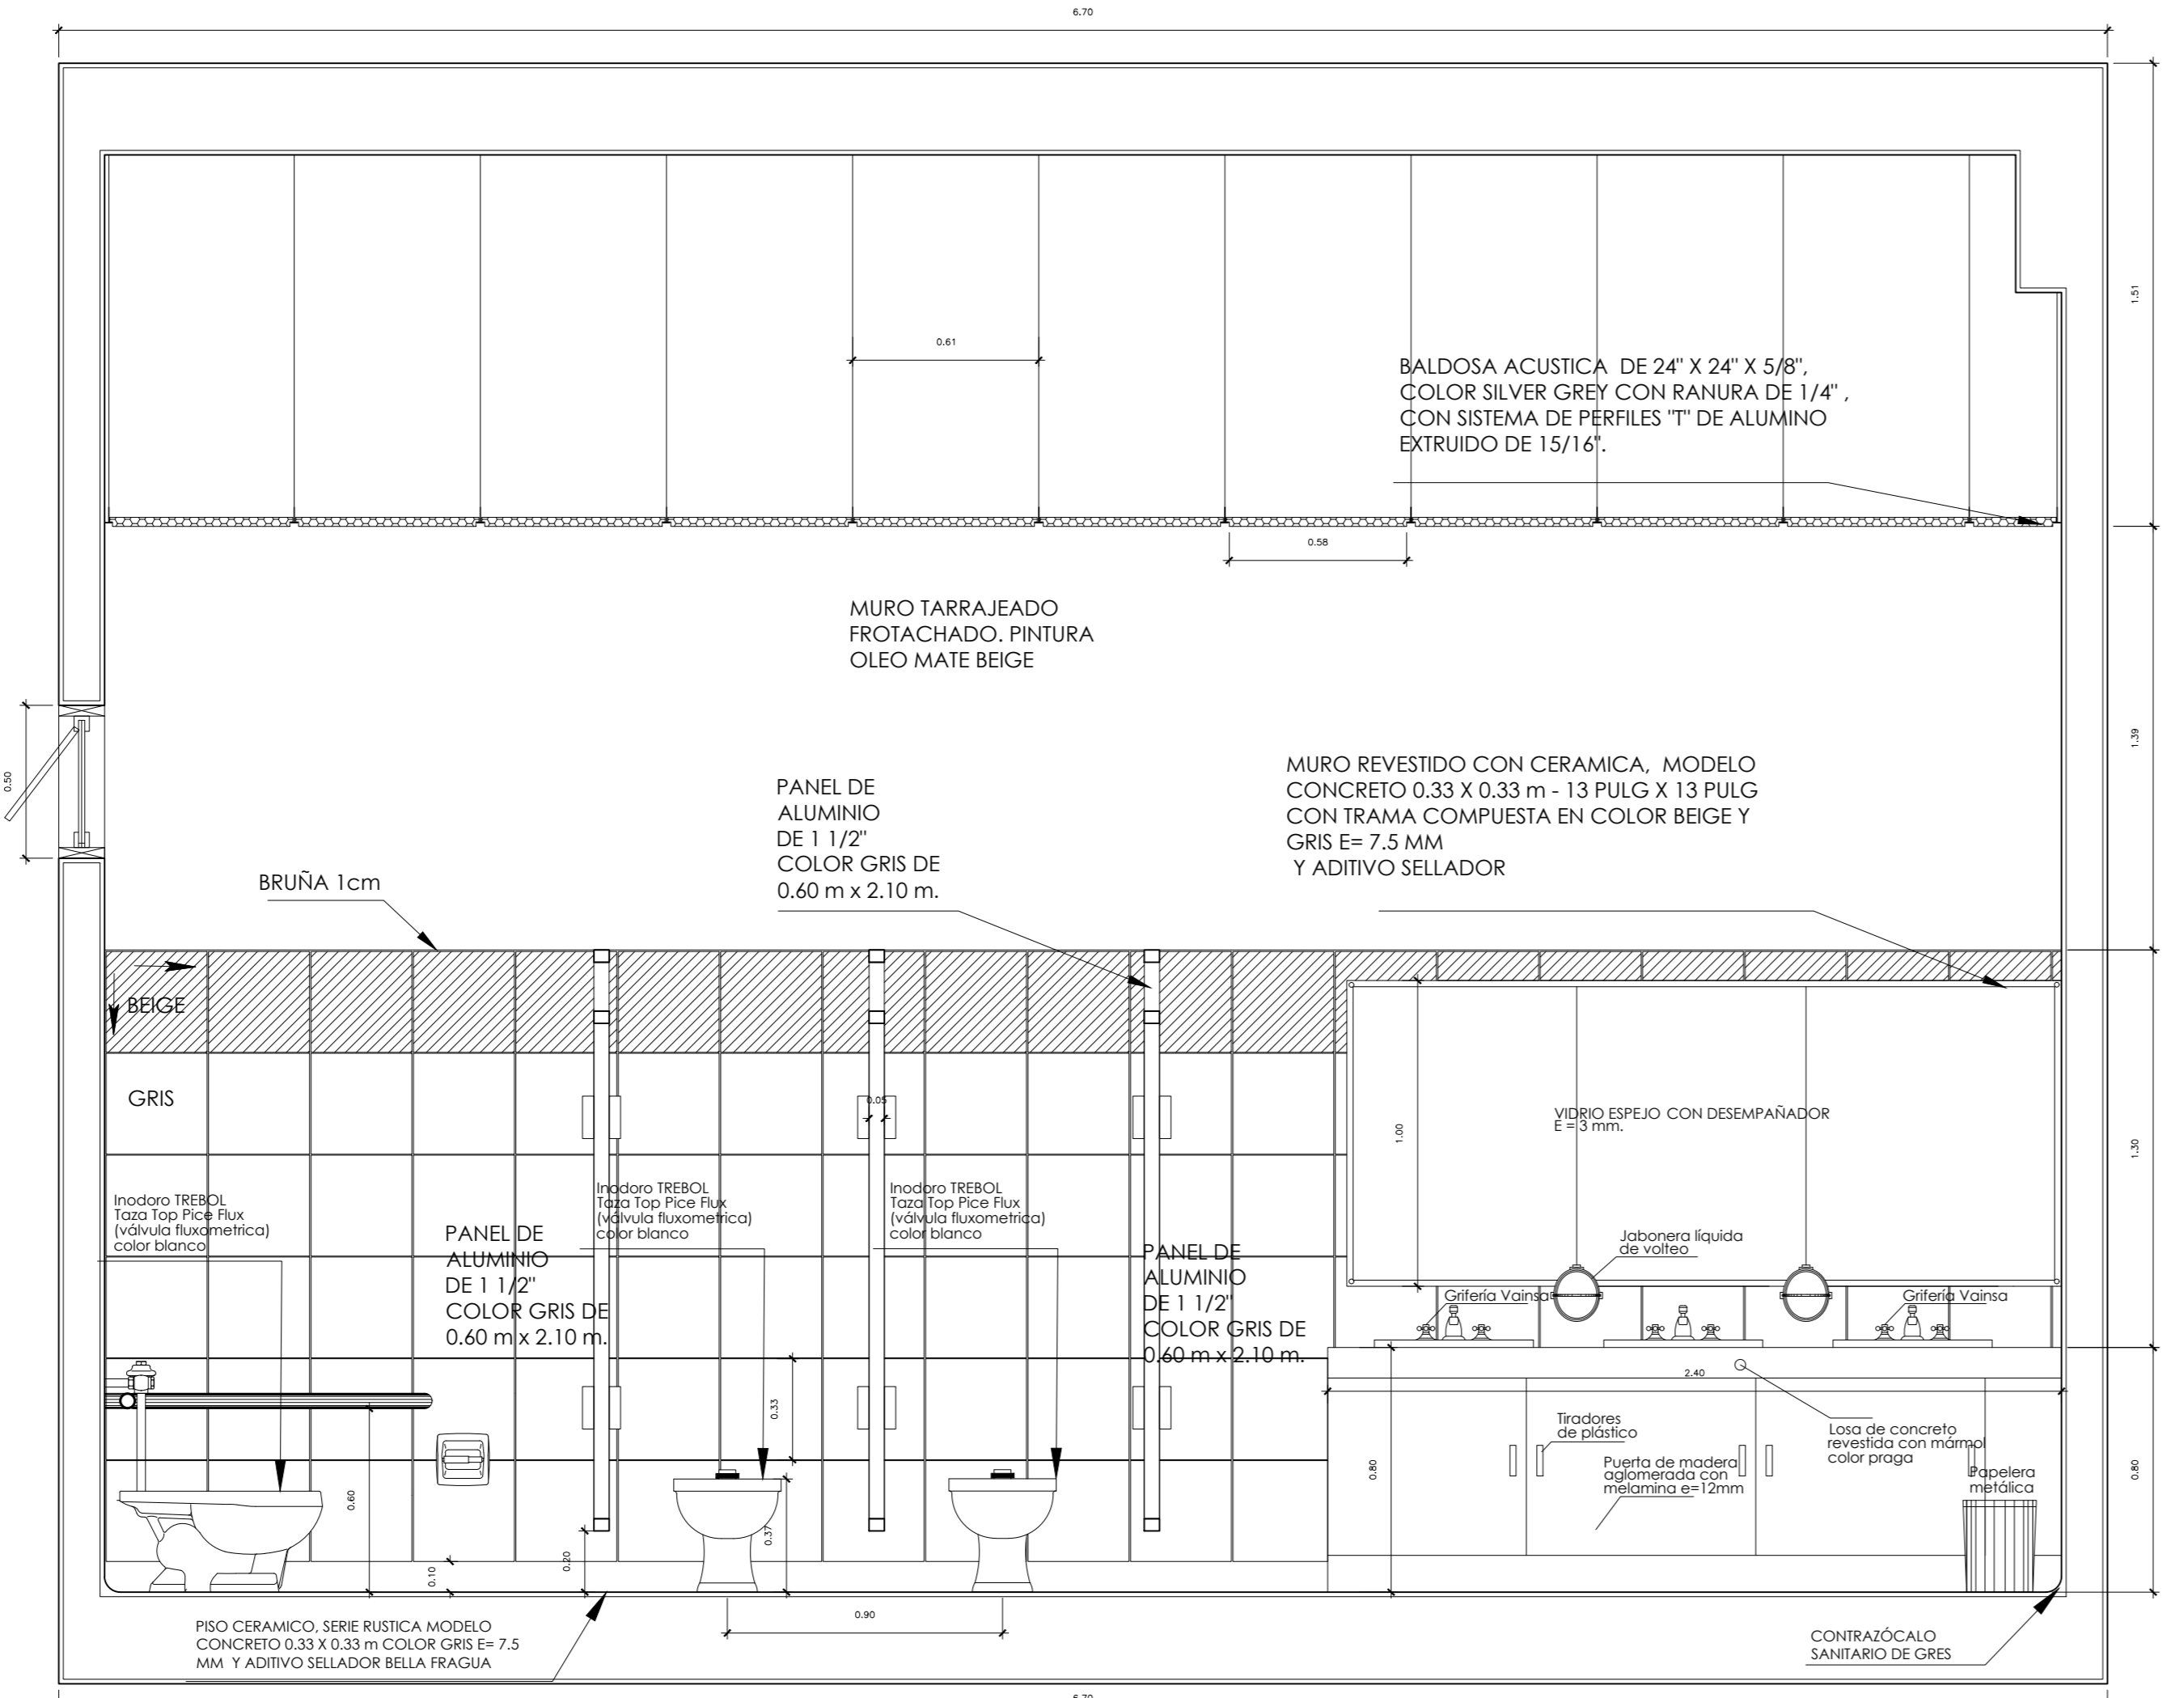 6.70
1.51
0.61
BALDOSA ACUSTICA DE 24" X 24" X 5/8",
COLOR SILVER GREY CON RANURA DE 1/4" ,
CON SISTEMA DE PERFILES "T" DE ALUMINO
EXTRUIDO DE 15/16".
0.58
MURO TARRAJEADO
FROTACHADO. PINTURA
OLEO MATE BEIGE
1.39
0.50
PANEL DE
ALUMINIO
DE 1 1/2"
COLOR GRIS DE
0.60 m x 2.10 m.
MURO REVESTIDO CON CERAMICA, MODELO
CONCRETO 0.33 X 0.33 m - 13 PULG X 13 PULG
CON TRAMA COMPUESTA EN COLOR BEIGE Y
GRIS E= 7.5 MM
Y ADITIVO SELLADOR
BRUÑA 1cm
BEIGE
GRIS
0.05
1.00
VIDRIO ESPEJO CON DESEMPAÑADOR
E = 3 mm.
1.30
Inodoro TREBOL
Taza Top Pice Flux
(válvula fluxometrica)
color blanco
PANEL DE
ALUMINIO
DE 1 1/2"
COLOR GRIS DE
0.60 m x 2.10 m.
Inodoro TREBOL
Taza Top Pice Flux
(válvula fluxometrica)
color blanco
Inodoro TREBOL
Taza Top Pice Flux
(válvula fluxometrica)
color blanco
PANEL DE
ALUMINIO
DE 1 1/2"
COLOR GRIS DE
0.60 m x 2.10 m.
Jabonera líquida
de volteo
Grifería Vainsa
Grifería Vainsa
2.40
0.33
Tiradores
de plástico
Losa de concreto
revestida con mármol
color praga
Puerta de madera
aglomerada con
melamina e=12mm
Papelera
metálica
0.80
0.80
0.60
0.10
0.20
0.37
0.90
PISO CERAMICO, SERIE RUSTICA MODELO
CONCRETO 0.33 X 0.33 m COLOR GRIS E= 7.5
MM Y ADITIVO SELLADOR BELLA FRAGUA
CONTRAZÓCALO
SANITARIO DE GRES
6.70